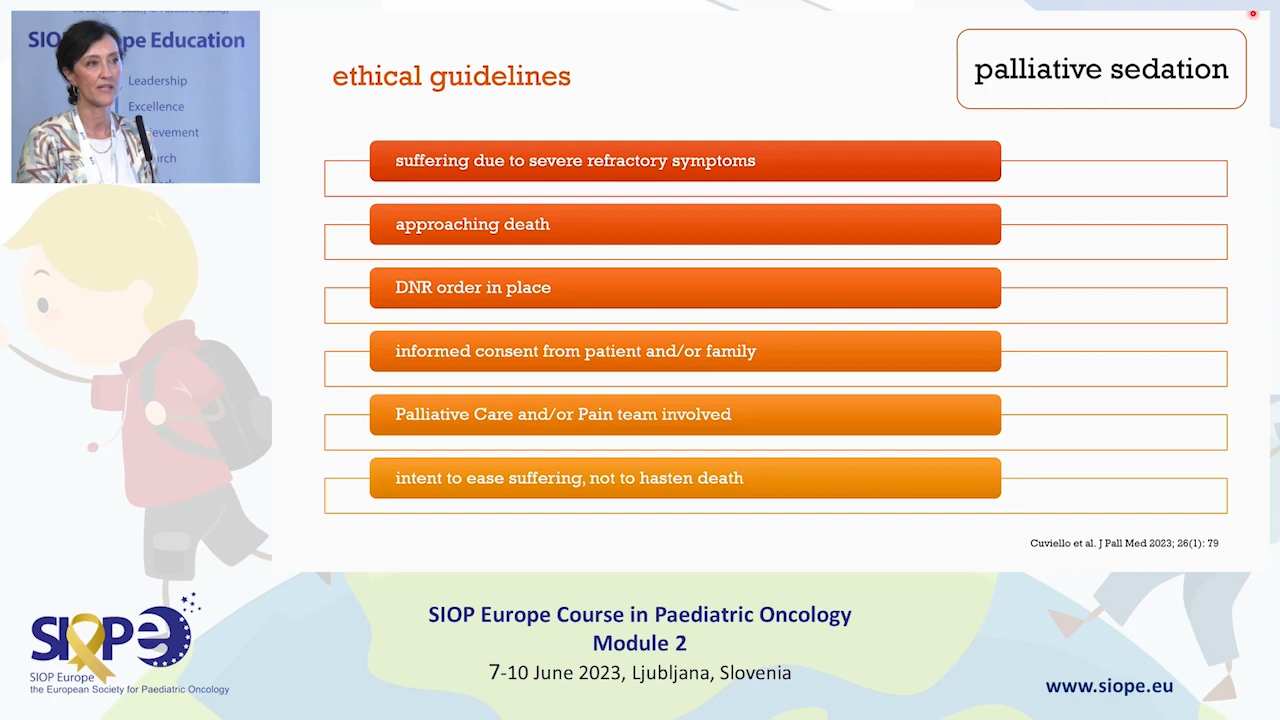 SIO pe Europe Education
Leadership
Excellence
ievement
rch
ethical guidelines
palliative sedation
suffering due to severe refractory symptoms
approaching death
DNR order in place
informed consent from patient and/or family
Palliative Care and/or Pain team involved
intent to ease suffering, not to hasten death
Cuviello et al. J Pall Med 2023; 26(1): 79
SIOPe
SIOP Europe
the European Society for Paediatric Oncology
SIOP Europe Course in Paediatric Oncology
Module 2
7-10 June 2023, Ljubljana, Slovenia
www.siope.eu